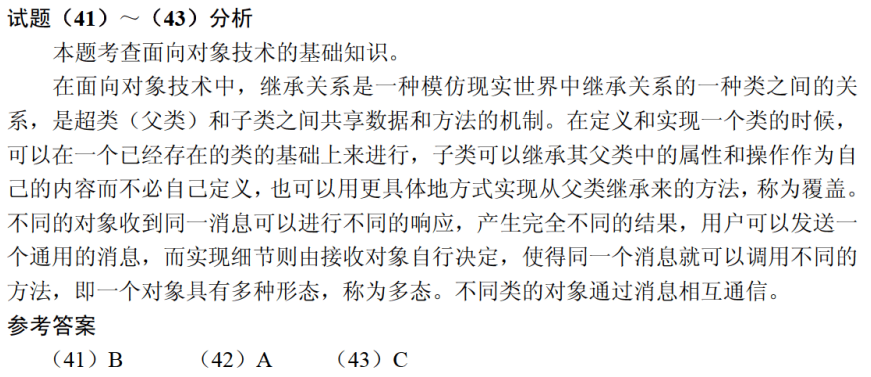 试题（41）～（43）分析
本题考查面向对象技术的基础知识。
在面向对象技术中，继承关系是一种模仿现实世界中继承关系的一种类之间的关
系，是超类（父类）和子类之间共享数据和方法的机制。在定义和实现一个类的时候，
可以在一个已经存在的类的基础上来进行，子类可以继承其父类中的属性和操作作为自
己的内容而不必自己定义，也可以用更具体地方式实现从父类继承来的方法，称为覆盖。
不同的对象收到同一消息可以进行不同的响应，产生完全不同的结果，用户可以发送一
个通用的消息，而实现细节则由接收对象自行决定，使得同一个消息就可以调用不同的
方法，即一个对象具有多种形态，称为多态。不同类的对象通过消息相互通信。
参考答案
（41）B （42）A （43）C